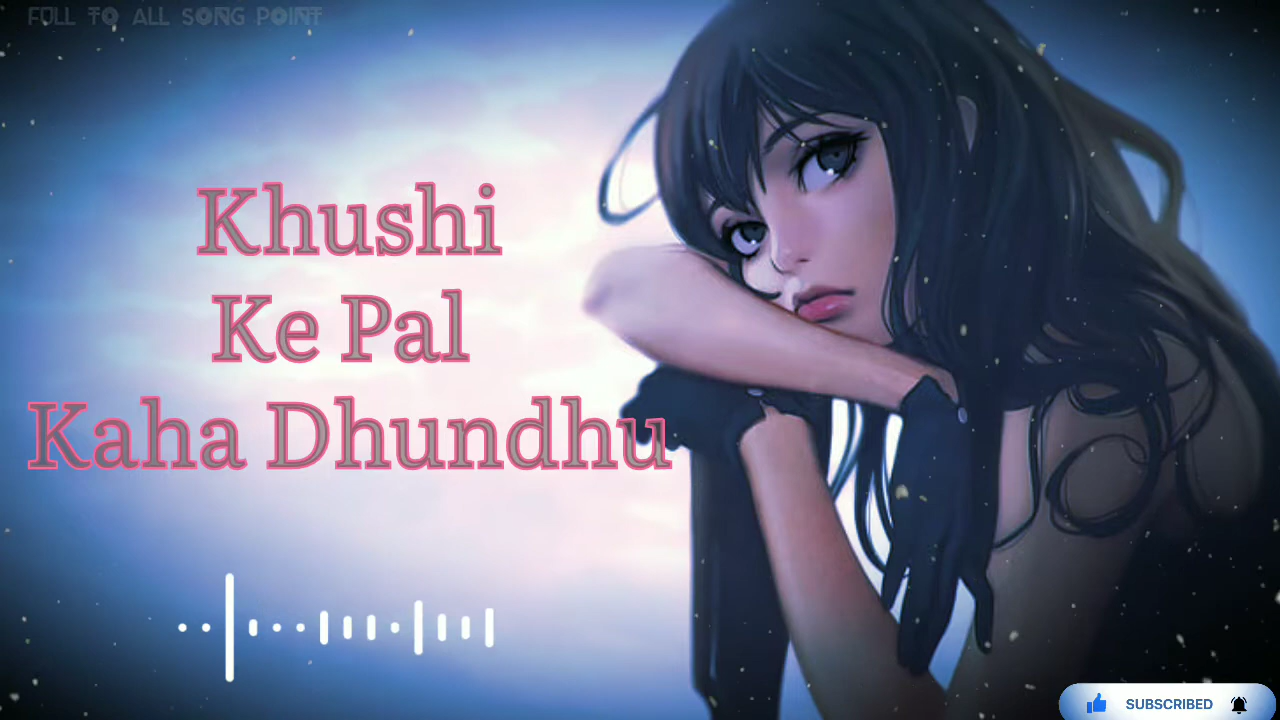 FULL TO ALL SONG POINT
Khushi
Ke Pal
Kaha Dhundhu
SUBSCRIBED